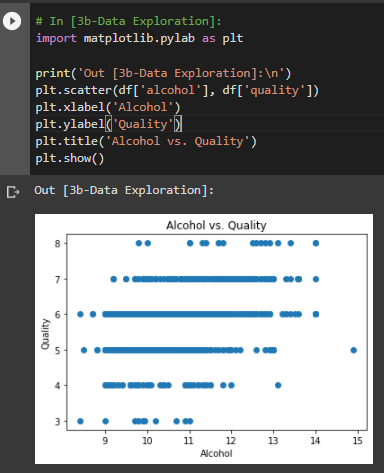 # In [3b-Data Exploration]:
import matplotlib.pylab as plt
print('Out [3b-Data Exploration]:\n')
plt.scatter(df['alcohol'], df['quality'])
plt.xlabel('Alcohol')
plt.ylabel('Quality')
plt.title('Alcohol vs. Quality')
plt.show()
Out [3b-Data Exploration]:
Alcohol vs. Quality
8
7
6
5
4
3
Quality
9 10 11 12 13 14 15
Alcohol